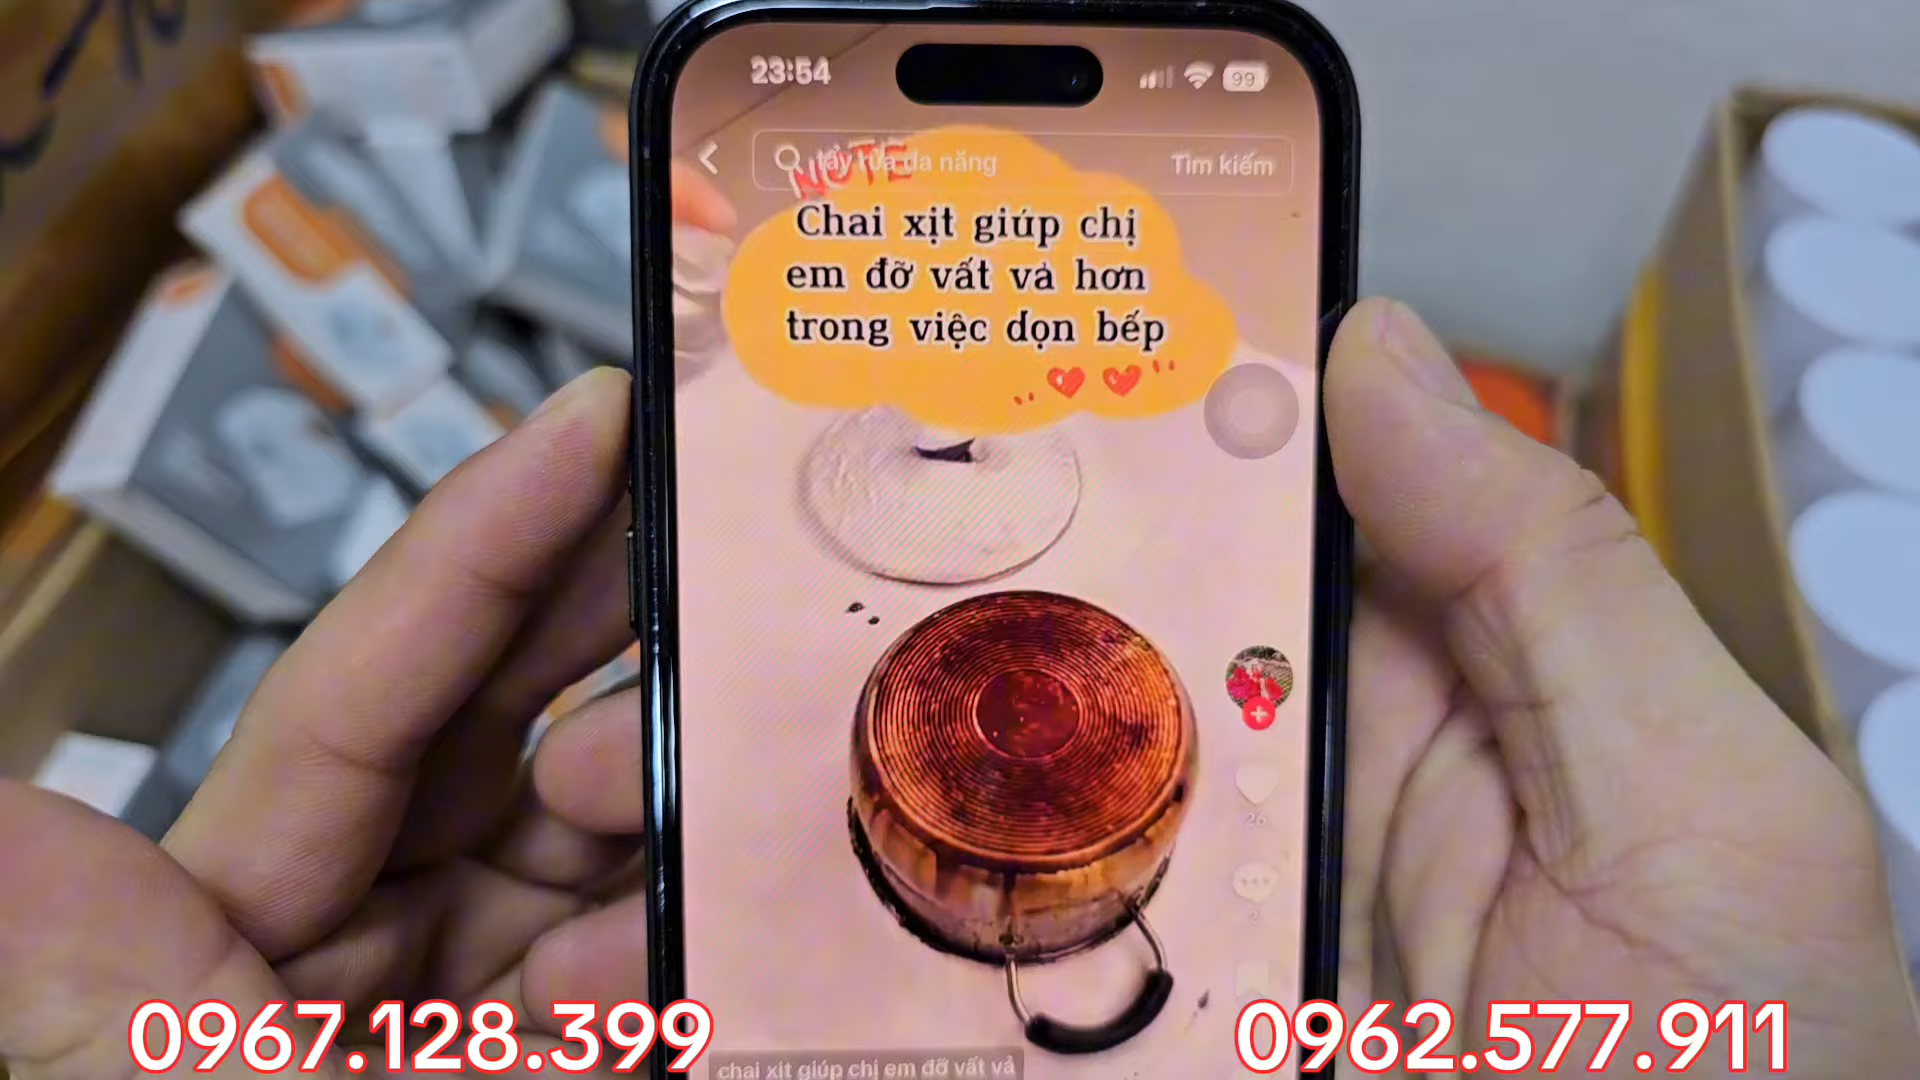 23:54
99
tẩy rửa đa năng
Tìm kiếm
NOTE
Chai xịt giúp chị
em đỡ vất vả hơn
trong việc dọn bếp
26
chai xịt giúp chị em đỡ vất vả
0967.128.399
0962.577.911